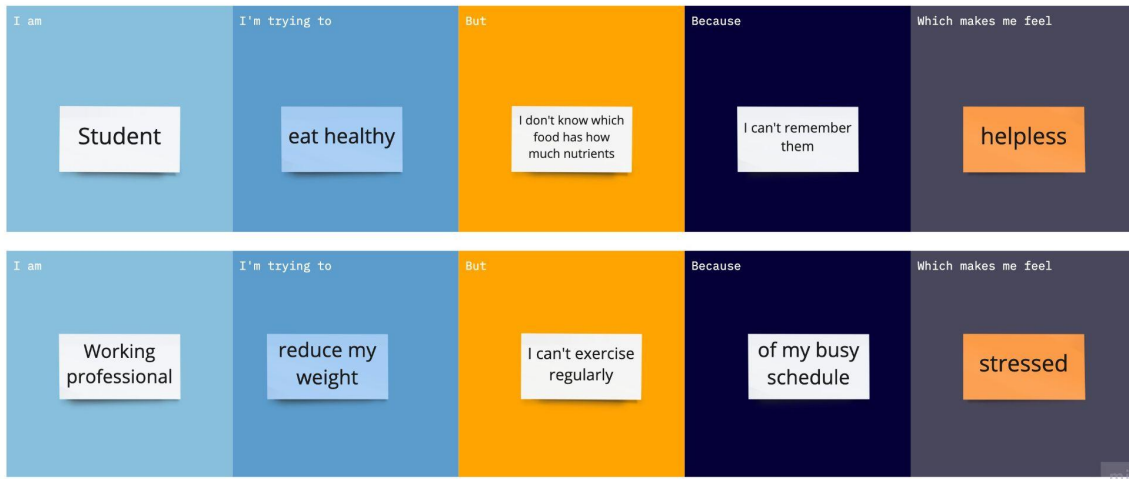 I am
I'm trying to
But
Because
Which makes me feel
Student
eat healthy
I don't know which
food has how
much nutrients
I can't remember
them
helpless
I am
I'm trying to
But
Because
Which makes me feel
Working
professional
reduce my
weight
I can't exercise
regularly
of my busy
schedule
stressed